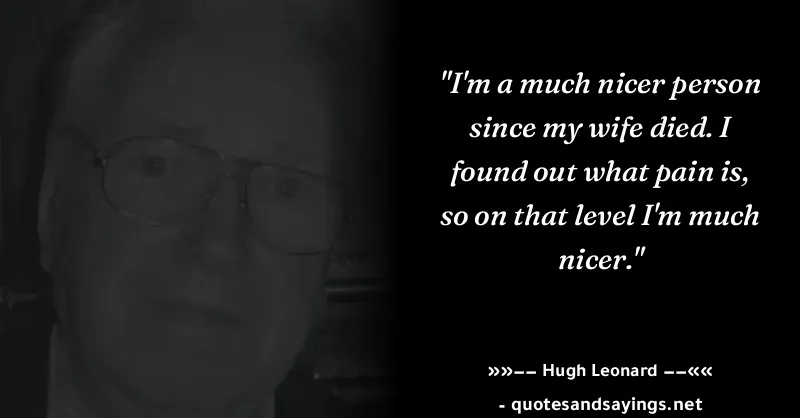 "I'm a much nicer person
since my wife died. I
found out what pain is,
so on that level I'm much
nicer."
»»−− Hugh Leonard −−««
- quotesandsayings.net